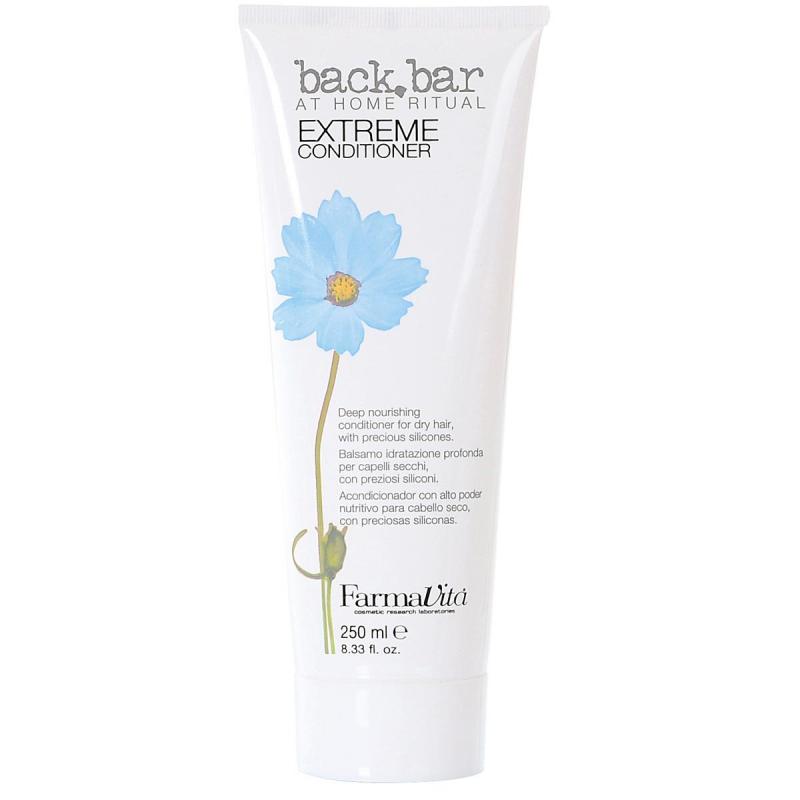 back.bar
AT HOME RITUAL
EXTREME
CONDITIONER
Deep nourishing
conditioner for dry hair,
with precious silicones.
Balsamo idratazione profonda
per capelli secchi,
con preziosi siliconi.
Acondicionador con alto poder
nutritivo para cabello seco,
con preciosas siliconas.
FarmaVita
cosmetic research laboratories
250 ml ℮
8.33 fl. oz.